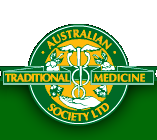 · AUSTRALIAN ·
TRADITIONAL MEDICINE
SOCIETY LTD